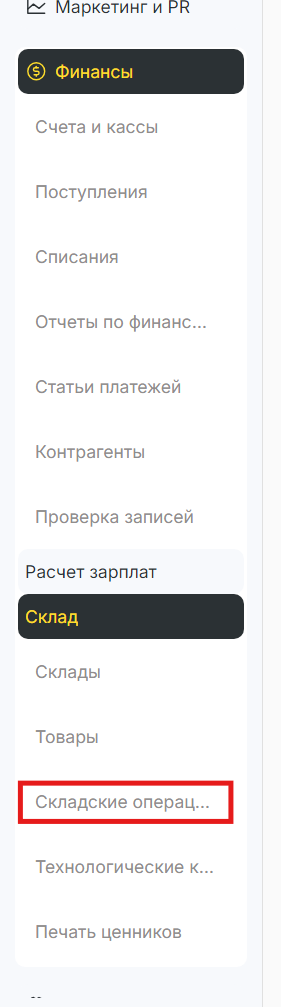 Маркетинг и PR
Финансы
Счета и кассы
Поступления
Списания
Отчеты по финанс...
Статьи платежей
Контрагенты
Проверка записей
Расчет зарплат
Склад
Склады
Товары
Складские операц...
Технологические к...
Печать ценников